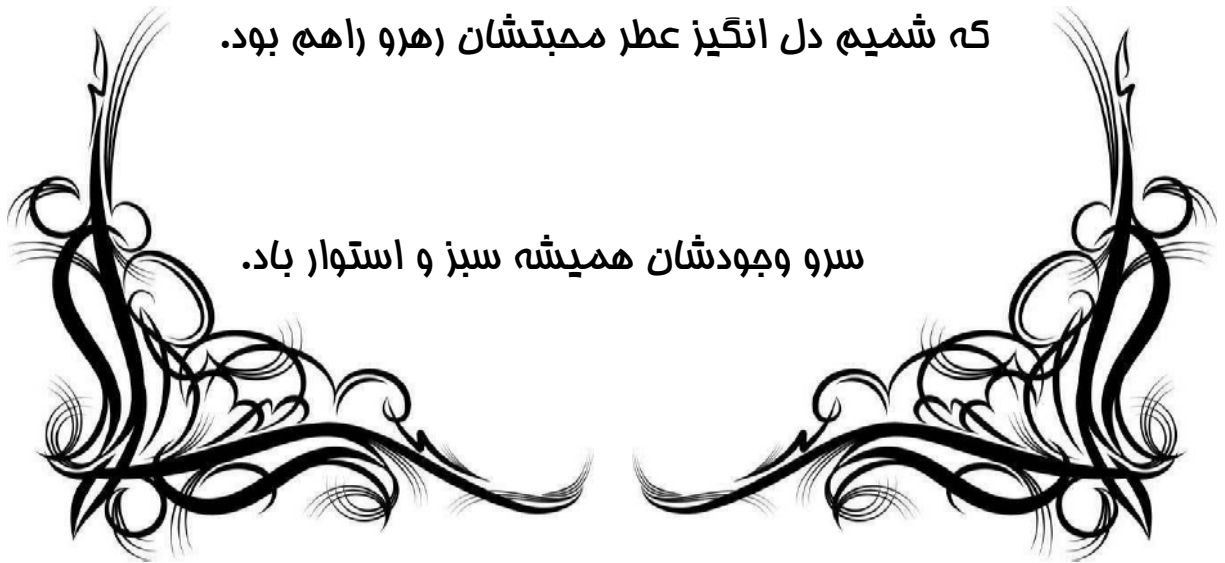 که شمیم دل انگیز عطر محبتشان رهرو راهم بود.
سرو وجودشان همیشه سبز و استوار باد.